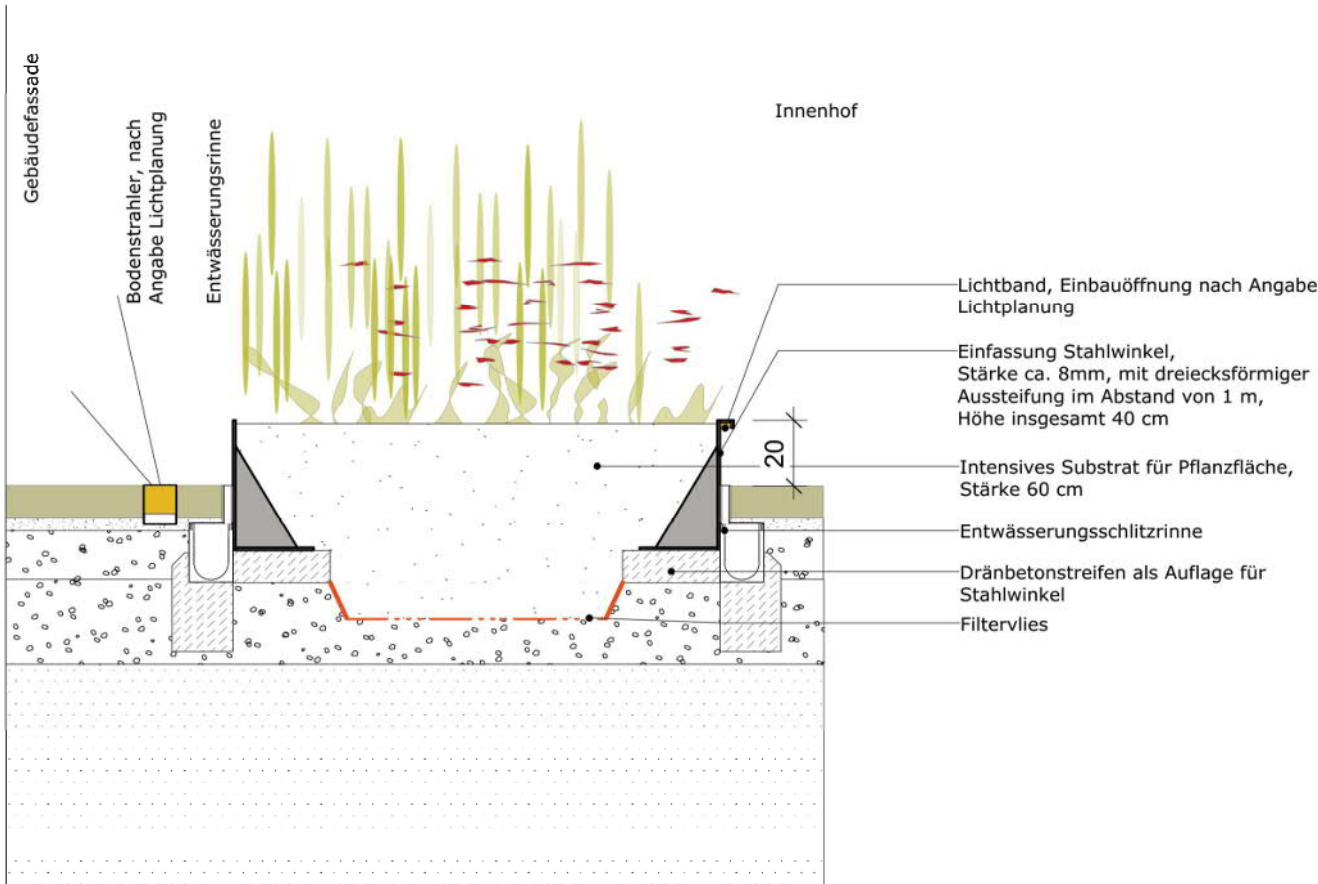 Gebäudefassade
Bodenstrahler, nach
Angabe Lichtplanung
Entwässerungsrinne
Innenhof
Lichtband, Einbauöffnung nach Angabe
Lichtplanung
Einfassung Stahlwinkel,
Stärke ca. 8mm, mit dreiecksförmiger
Aussteifung im Abstand von 1 m,
Höhe insgesamt 40 cm
20
Intensives Substrat für Pflanzfläche,
Stärke 60 cm
Entwässerungsschlitzrinne
Dränbetonstreifen als Auflage für
Stahlwinkel
Filtervlies